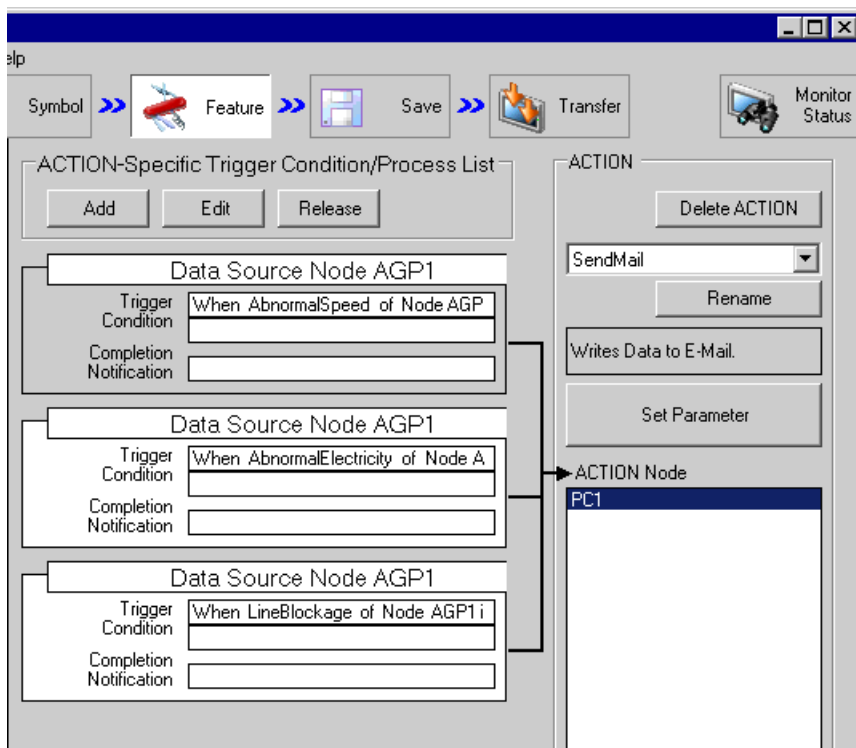 elp
Symbol
Feature
Save
Transfer
Monitor
Status
ACTION-Specific Trigger Condition/Process List
Add
Edit
Release
Data Source Node AGP1
Trigger
Condition
When AbnormalSpeed of Node AGP
Completion
Notification
Data Source Node AGP1
Trigger
Condition
When AbnormalElectricity of Node A
Completion
Notification
Data Source Node AGP1
Trigger
Condition
When LineBlockage of Node AGP1 i
Completion
Notification
ACTION
Delete ACTION
SendMail
Rename
Writes Data to E-Mail.
Set Parameter
ACTION Node
PC1